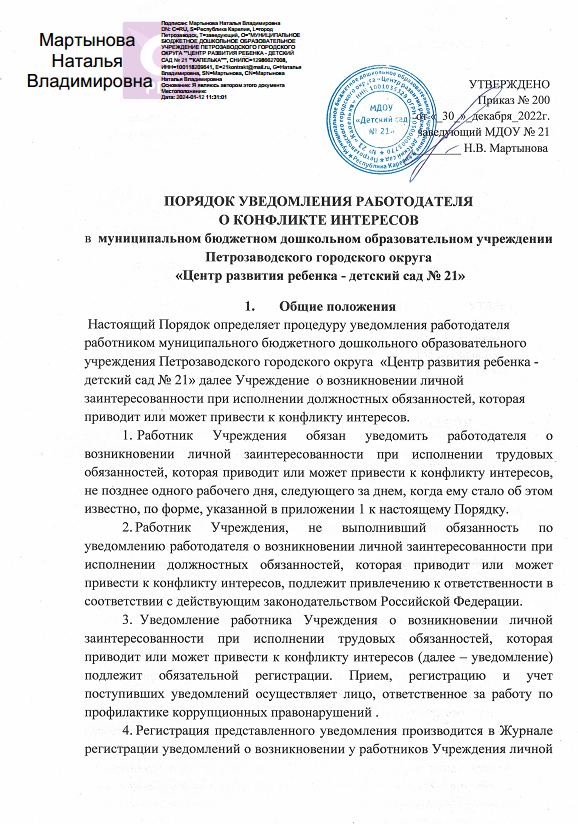 Мартынова
Наталья
Владимировна
Подписан: Мартынова Наталья Владимировна
DN: C=RU, S=Республика Карелия, L=город
Петрозаводск, T=заведующий, O="МУНИЦИПАЛЬНОЕ
БЮДЖЕТНОЕ ДОШКОЛЬНОЕ ОБРАЗОВАТЕЛЬНОЕ
УЧРЕЖДЕНИЕ ПЕТРОЗАВОДСКОГО ГОРОДСКОГО
ОКРУГА ""ЦЕНТР РАЗВИТИЯ РЕБЕНКА - ДЕТСКИЙ
САД № 21 ""КАПЕЛЬКА""", СНИЛС=12986627008,
ИНН=100118209641, E=21kontrakt@mail.ru, G=Наталья
Владимировна, SN=Мартынова, CN=Мартынова
Наталья Владимировна
Основание: Я являюсь автором этого документа
Местоположение:
Дата: 2024-01-12 11:31:01
МДОУ
«Детский сад
№ 21»
УТВЕРЖДЕНО
Приказ № 200
от «_30_»_декабря_2022г.
заведующий МДОУ № 21
Н.В. Мартынова
ПОРЯДОК УВЕДОМЛЕНИЯ РАБОТОДАТЕЛЯ
О КОНФЛИКТЕ ИНТЕРЕСОВ
в муниципальном бюджетном дошкольном образовательном учреждении
Петрозаводского городского округа
«Центр развития ребенка - детский сад № 21»
1. Общие положения
Настоящий Порядок определяет процедуру уведомления работодателя
работником муниципального бюджетного дошкольного образовательного
учреждения Петрозаводского городского округа «Центр развития ребенка -
детский сад № 21» далее Учреждение о возникновении личной
заинтересованности при исполнении должностных обязанностей, которая
приводит или может привести к конфликту интересов.
1. Работник Учреждения обязан уведомить работодателя о
возникновении личной заинтересованности при исполнении трудовых
обязанностей, которая приводит или может привести к конфликту интересов,
не позднее одного рабочего дня, следующего за днем, когда ему стало об этом
известно, по форме, указанной в приложении 1 к настоящему Порядку.
2. Работник Учреждения, не выполнивший обязанность по
уведомлению работодателя о возникновении личной заинтересованности при
исполнении должностных обязанностей, которая приводит или может
привести к конфликту интересов, подлежит привлечению к ответственности в
соответствии с действующим законодательством Российской Федерации.
3. Уведомление работника Учреждения о возникновении личной
заинтересованности при исполнении трудовых обязанностей, которая
приводит или может привести к конфликту интересов (далее – уведомление)
подлежит обязательной регистрации. Прием, регистрацию и учет
поступивших уведомлений осуществляет лицо, ответственное за работу по
профилактике коррупционных правонарушений .
4. Регистрация представленного уведомления производится в Журнале
регистрации уведомлений о возникновении у работников Учреждения личной